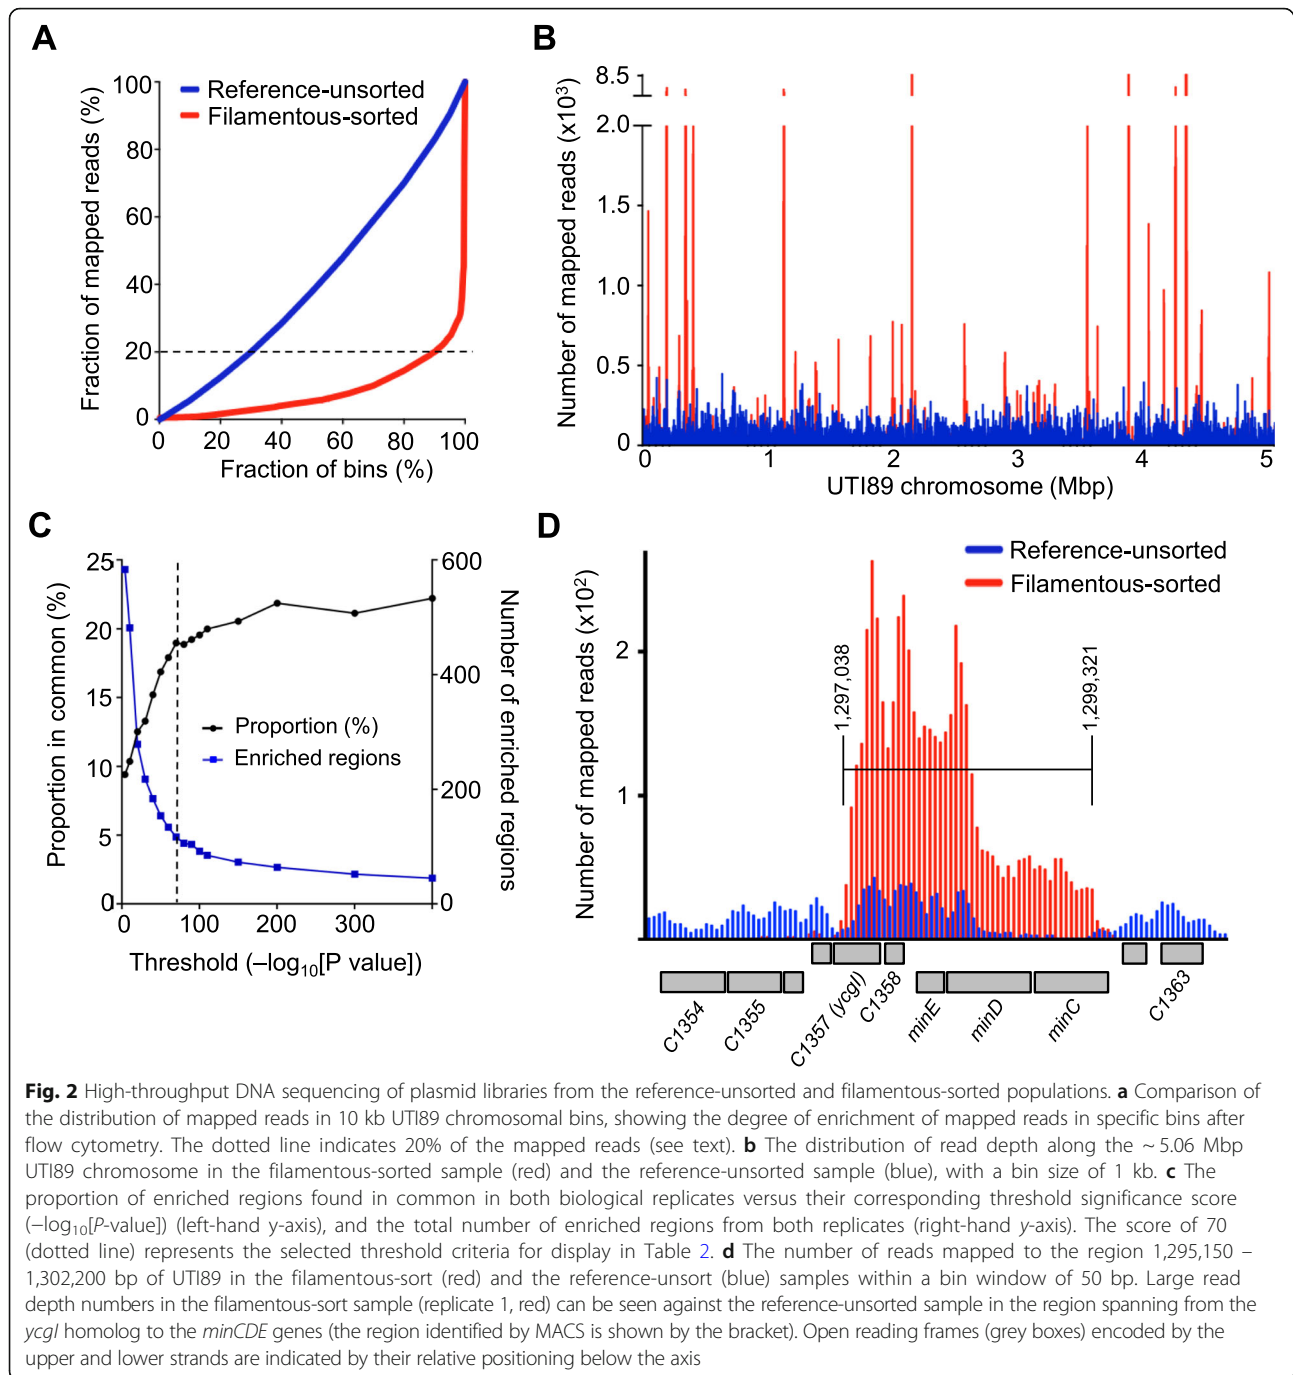 A
100
80
60
40
20
0
Fraction of mapped reads (%)
Reference-unsorted
Filamentous-sorted
0 20 40 60 80 100
Fraction of bins (%)
B
8.5
2.0
1.5
1.0
0.5
0
Number of mapped reads (x10³)
0 1 2 3 4 5
UTI89 chromosome (Mbp)
C
25
20
15
10
5
0
Proportion in common (%)
600
400
200
0
Number of enriched regions
Proportion (%)
Enriched regions
0 100 200 300
Threshold (–log₁₀[P value])
D
Reference-unsorted
Filamentous-sorted
2
1
Number of mapped reads (x10²)
1,297,038
1,299,321
C1354
C1355
C1357 (ycgI)
C1358
minE
minD
minC
C1363
Fig. 2 High-throughput DNA sequencing of plasmid libraries from the reference-unsorted and filamentous-sorted populations. a Comparison of
the distribution of mapped reads in 10 kb UTI89 chromosomal bins, showing the degree of enrichment of mapped reads in specific bins after
flow cytometry. The dotted line indicates 20% of the mapped reads (see text). b The distribution of read depth along the ~ 5.06 Mbp
UTI89 chromosome in the filamentous-sorted sample (red) and the reference-unsorted sample (blue), with a bin size of 1 kb. c The
proportion of enriched regions found in common in both biological replicates versus their corresponding threshold significance score
(–log₁₀[P-value]) (left-hand y-axis), and the total number of enriched regions from both replicates (right-hand y-axis). The score of 70
(dotted line) represents the selected threshold criteria for display in Table 2. d The number of reads mapped to the region 1,295,150 –
1,302,200 bp of UTI89 in the filamentous-sort (red) and the reference-unsort (blue) samples within a bin window of 50 bp. Large read
depth numbers in the filamentous-sort sample (replicate 1, red) can be seen against the reference-unsorted sample in the region spanning from the
ycgI homolog to the minCDE genes (the region identified by MACS is shown by the bracket). Open reading frames (grey boxes) encoded by the
upper and lower strands are indicated by their relative positioning below the axis